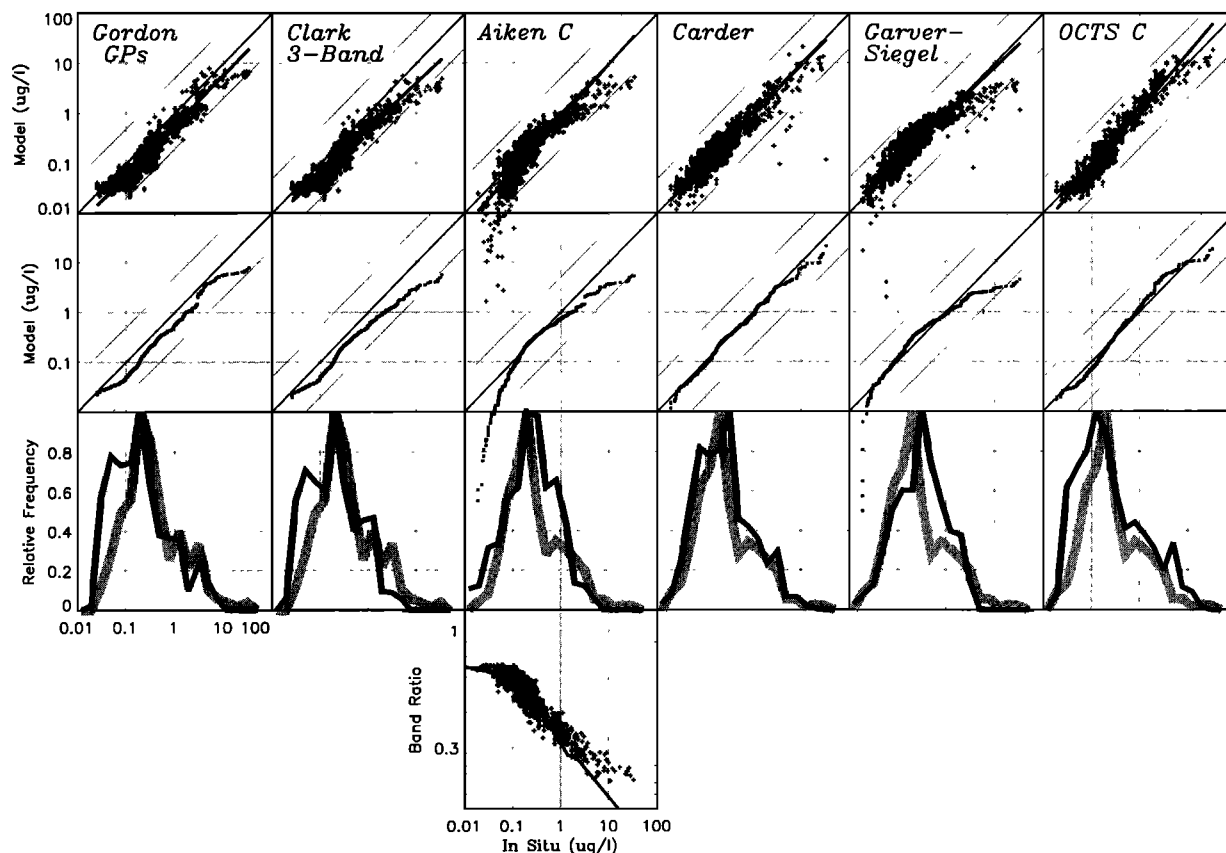 Gordon GPs
Clark 3-Band
Aiken C
Carder
Garver-Siegel
OCTS C
Model (ug/l)
100
10
1
0.1
0.01
Model (ug/l)
10
1
0.1
Relative Frequency
0.8
0.6
0.4
0.2
0
0.01 0.1 1 10 100
Band Ratio
1
0.3
0.01 0.1 1 10 100
In Situ (ug/l)